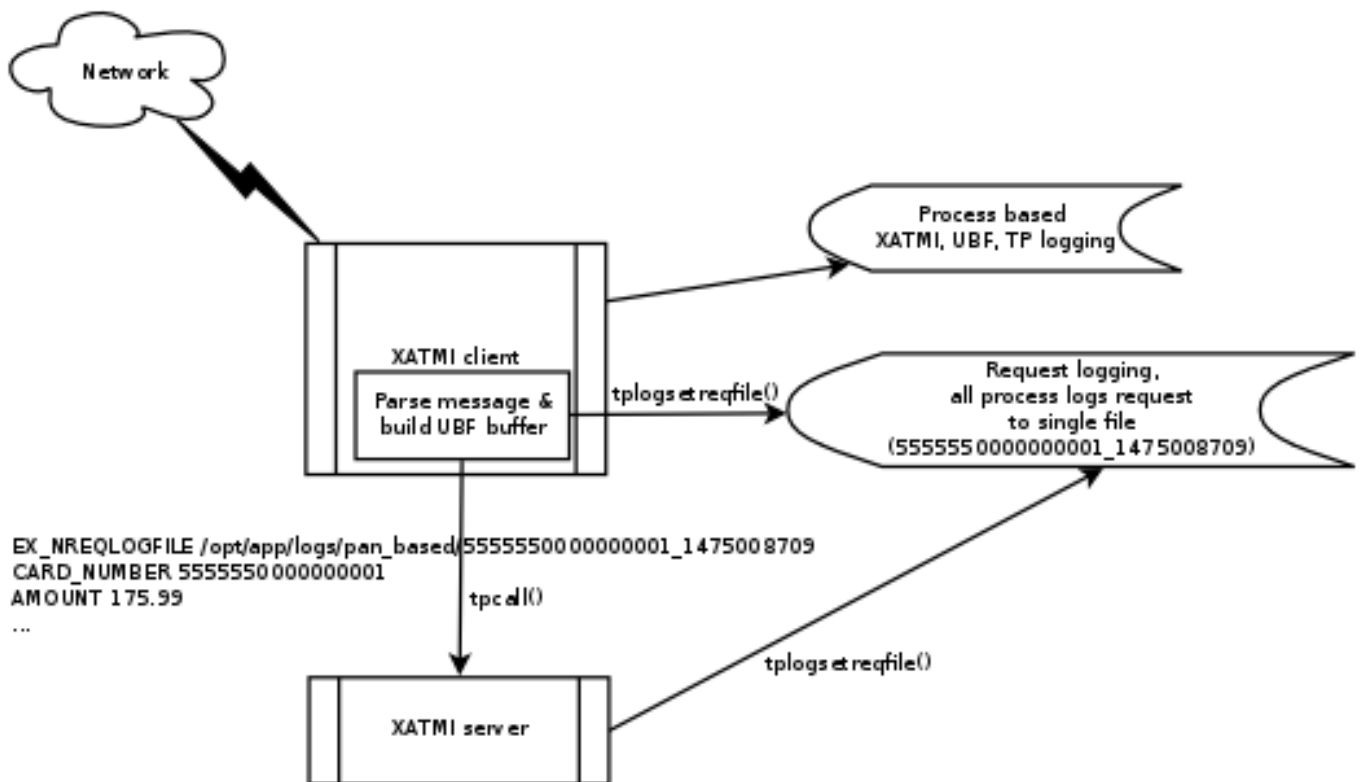 Network
Process based
XATMI, UBF, TP logging
XATMI client
Parse message &
build UBF buffer
tplogsetreqfile()
Request logging,
all process logs request
to single file
(5555550000000001_1475008709)
EX_NREQLOGFILE /opt/app/logs/pan_based/5555550000000001_1475008709
CARD_NUMBER 5555550000000001
AMOUNT 175.99
...
tpcall()
tplogsetreqfile()
XATMI server